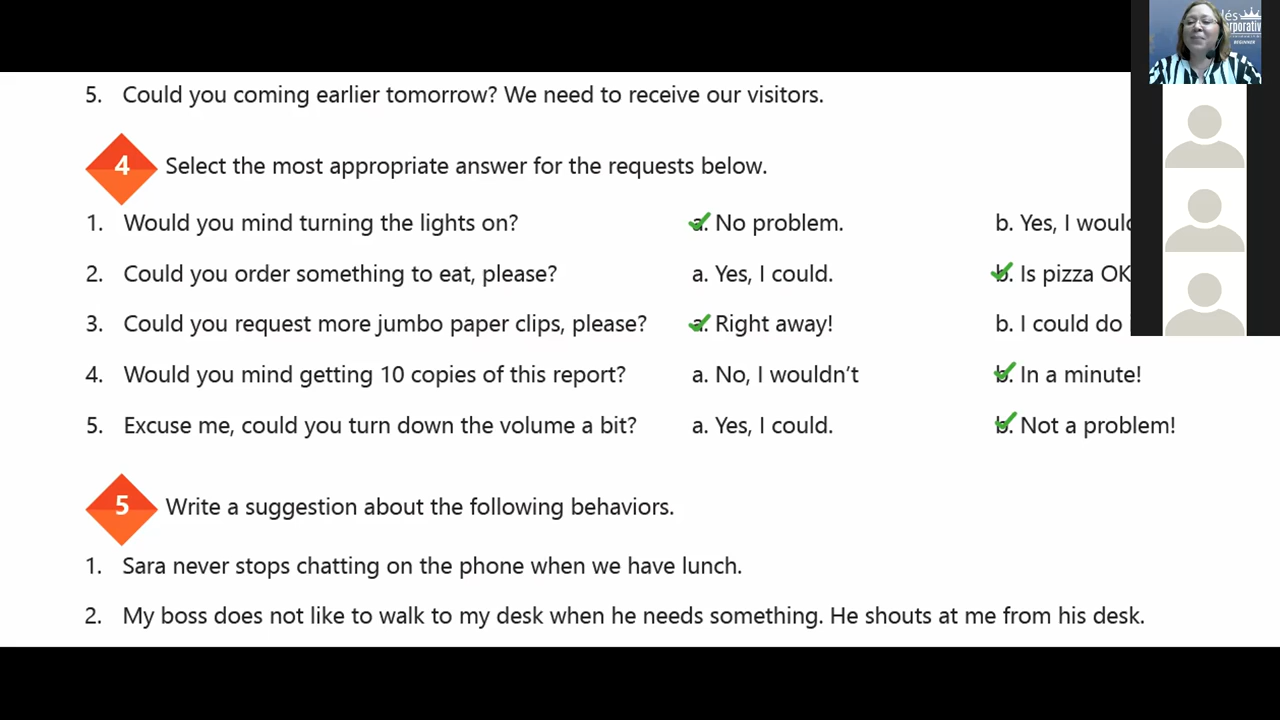 5. Could you coming earlier tomorrow? We need to receive our visitors.
4 Select the most appropriate answer for the requests below.
1. Would you mind turning the lights on? a. No problem. b. Yes, I
2. Could you order something to eat, please? a. Yes, I could. b. Is pizza OK
3. Could you request more jumbo paper clips, please? a. Right away! b. I could do
4. Would you mind getting 10 copies of this report? a. No, I wouldn't b. In a minute!
5. Excuse me, could you turn down the volume a bit? a. Yes, I could. b. Not a problem!
5 Write a suggestion about the following behaviors.
1. Sara never stops chatting on the phone when we have lunch.
2. My boss does not like to walk to my desk when he needs something. He shouts at me from his desk.
BEGINNER